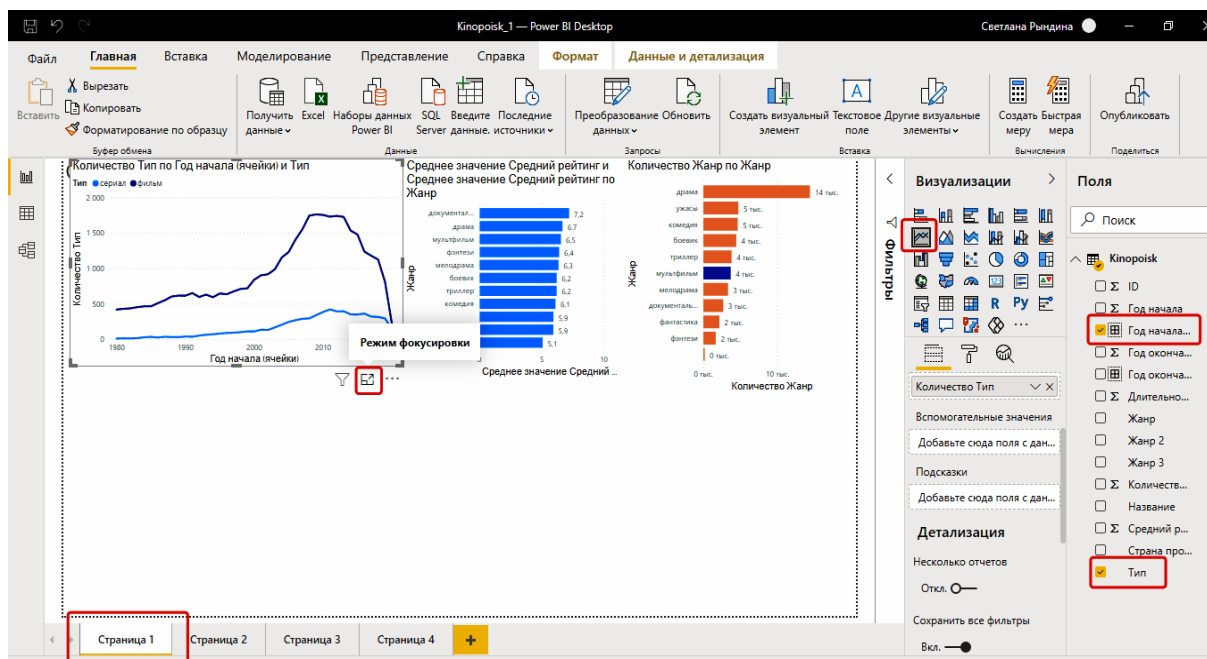 Kinopoisk_1 — Power BI Desktop
Светлана Рындина
Файл
Главная
Вставка
Моделирование
Представление
Справка
Формат
Данные и детализация
Вставить
Вырезать
Копировать
Форматирование по образцу
Буфер обмена
Получить данные
Excel
Наборы данных Power BI
SQL Server
Введите данные.
Последние источники
Данные
Преобразование данных
Обновить
Запросы
Создать визуальный элемент
Текстовое поле
Другие визуальные элементы
Вставка
Создать меру
Быстрая мера
Вычисления
Опубликовать
Поделиться
Количество Тип по Год начала (ячейки) и Тип
Тип сериал фильм
2 000
1 500
1 000
500
0
Количество Тип
1980
1990
2000
2010
Год начала (ячейки)
Режим фокусировки
Среднее значение Средний рейтинг и
Среднее значение Средний рейтинг по
Жанр
Жанр
документал... 7,2
драма 6,7
мультфильм 6,5
фэнтези 6,4
мелодрама 6,3
боевик 6,2
триллер 6,2
комедия 6,1
5,9
5,9
5,1
0
5
10
Среднее значение Средний ...
Количество Жанр по Жанр
Жанр
драма 14 тыс.
ужасы 5 тыс.
комедия 5 тыс.
боевик 4 тыс.
триллер 4 тыс.
мультфильм 4 тыс.
мелодрама 3 тыс.
документаль... 3 тыс.
фантастика 2 тыс.
фэнтези 2 тыс.
0 тыс.
0 тыс.
10 тыс.
Количество Жанр
Фильтры
Визуализации
R
Py
Количество Тип
Вспомогательные значения
Добавьте сюда поля с дан...
Подсказки
Добавьте сюда поля с дан...
Детализация
Несколько отчетов
Откл.
Сохранить все фильтры
Вкл.
Поля
Поиск
Kinopoisk
ID
Год начала
Год начала...
Год оконча...
Год оконча...
Длительно...
Жанр
Жанр 2
Жанр 3
Количеств...
Название
Средний р...
Страна про...
Тип
Страница 1
Страница 2
Страница 3
Страница 4